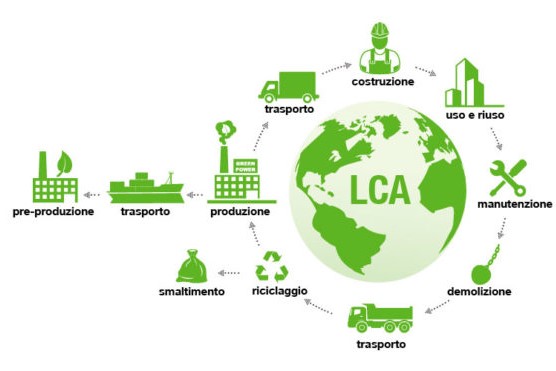 costruzione
trasporto
uso e riuso
GREEN
POWER
LCA
pre-produzione
trasporto
produzione
manutenzione
smaltimento
riciclaggio
demolizione
trasporto